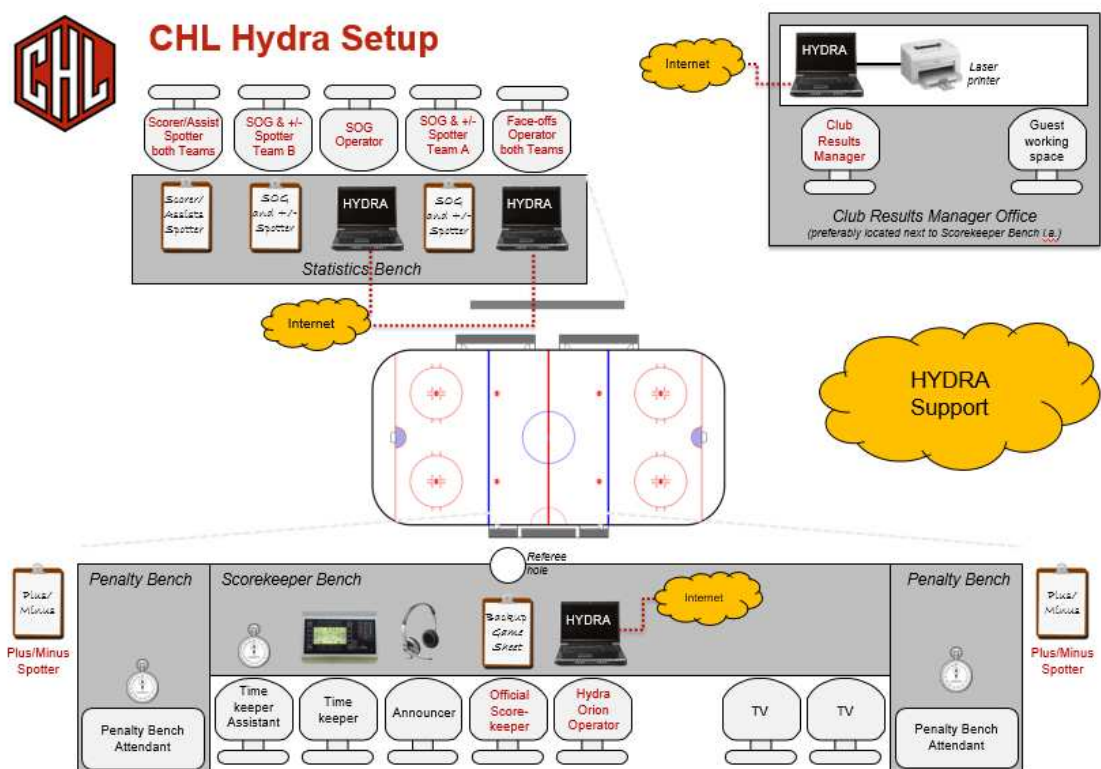 CHL
CHL Hydra Setup
Internet
HYDRA
Laser
printer
Club
Results
Manager
Guest
working
space
Club Results Manager Office
(preferably located next to Scorekeeper Bench i.a.)
Scorer/Assist
Spotter
both Teams
SOG & +/-
Spotter
Team B
SOG
Operator
SOG & +/-
Spotter
Team A
Face-offs
Operator
both Teams
Scorer/
Assists
Spotter
SOG
and +/-
Spotter
HYDRA
SOG
and +/-
Spotter
HYDRA
Statistics Bench
Internet
HYDRA
Support
Referee
hole
Plus/
Minus
Plus/Minus
Spotter
Penalty Bench
Penalty Bench
Attendant
Scorekeeper Bench
Backup
Game
Sheet
HYDRA
Internet
Time
keeper
Assistant
Time
keeper
Announcer
Official
Score-
keeper
Hydra
Orion
Operator
TV
TV
Penalty Bench
Penalty Bench
Attendant
Plus/
Minus
Plus/Minus
Spotter